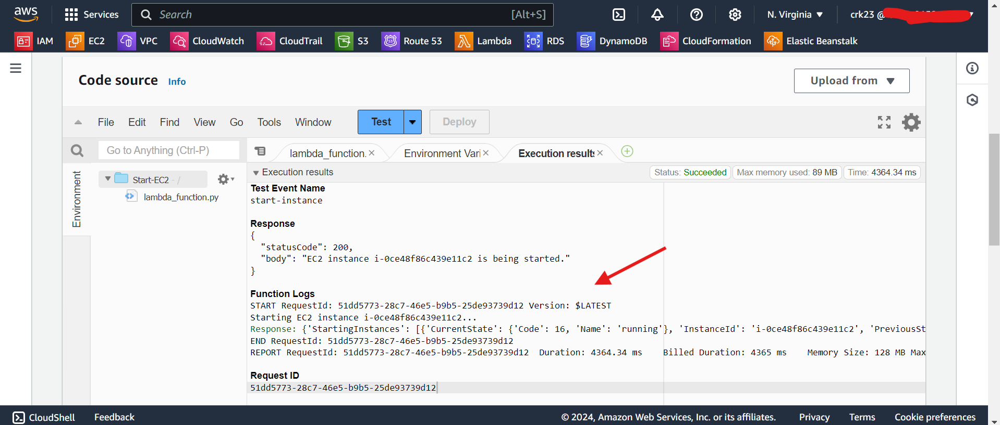 aws
Services
Search [Alt+S]
N. Virginia
crk23 @
IAM EC2 VPC CloudWatch CloudTrail S3 Route 53 Lambda RDS DynamoDB CloudFormation Elastic Beanstalk
Code source Info
Upload from
File Edit Find View Go Tools Window Test Deploy
Go to Anything (Ctrl-P)
lambda_function. Environment Vari Execution results
Execution results Status: Succeeded Max memory used: 89 MB Time: 4364.34 ms
Environment
Start-EC2 - /
lambda_function.py
Test Event Name
start-instance
Response
{
"statusCode": 200,
"body": "EC2 instance i-0ce48f86c439e11c2 is being started."
}
Function Logs
START RequestId: 51dd5773-28c7-46e5-b9b5-25de93739d12 Version: $LATEST
Starting EC2 instance i-0ce48f86c439e11c2...
Response: {'StartingInstances': [{'CurrentState': {'Code': 16, 'Name': 'running'}, 'InstanceId': 'i-0ce48f86c439e11c2', 'PreviousSt
END RequestId: 51dd5773-28c7-46e5-b9b5-25de93739d12
REPORT RequestId: 51dd5773-28c7-46e5-b9b5-25de93739d12 Duration: 4364.34 ms Billed Duration: 4365 ms Memory Size: 128 MB Max
Request ID
51dd5773-28c7-46e5-b9b5-25de93739d12
CloudShell Feedback © 2024, Amazon Web Services, Inc. or its affiliates. Privacy Terms Cookie preferences